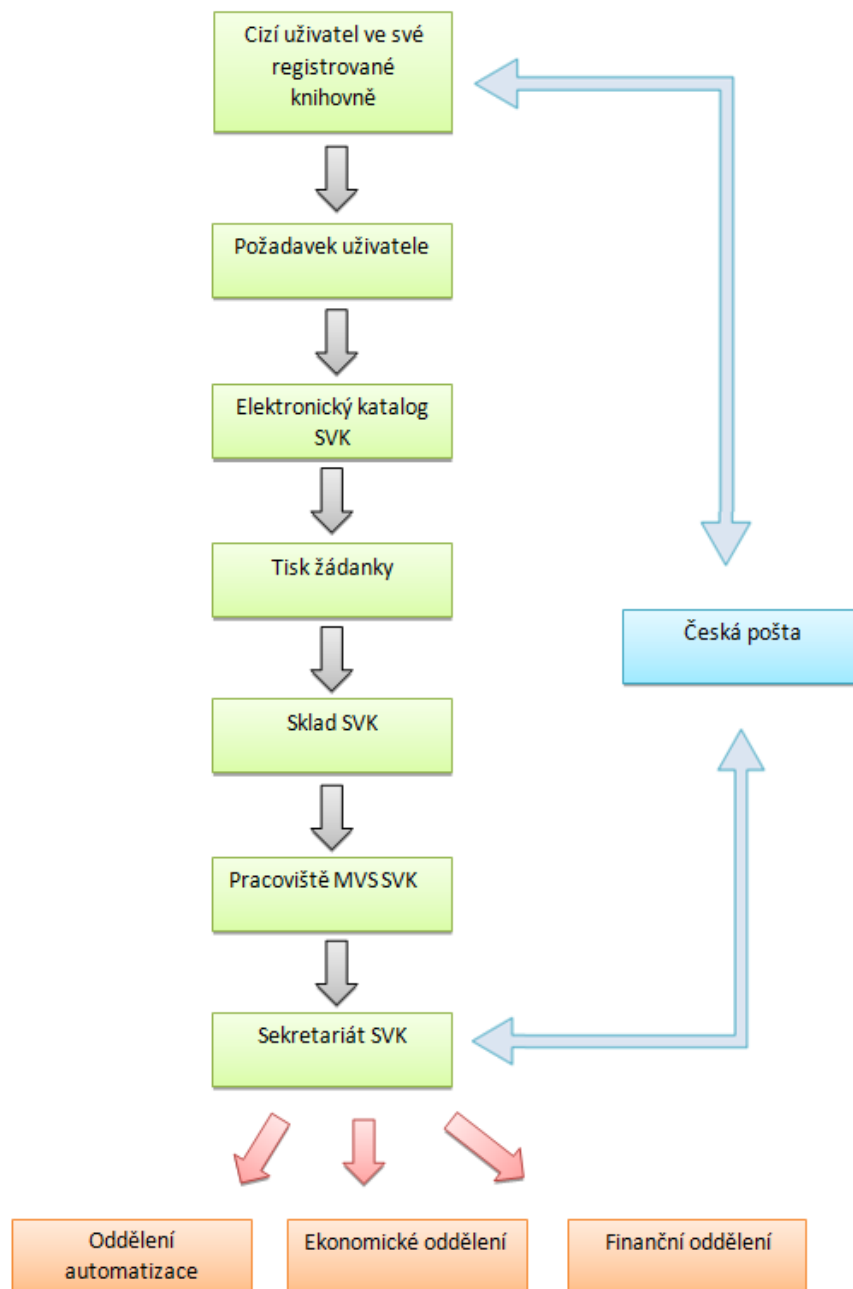 Cizí uživatel ve své
registrované
knihovně
Požadavek uživatele
Elektronický katalog
SVK
Tisk žádanky
Česká pošta
Sklad SVK
Pracoviště MVS SVK
Sekretariát SVK
Oddělení
automatizace
Ekonomické oddělení
Finanční oddělení